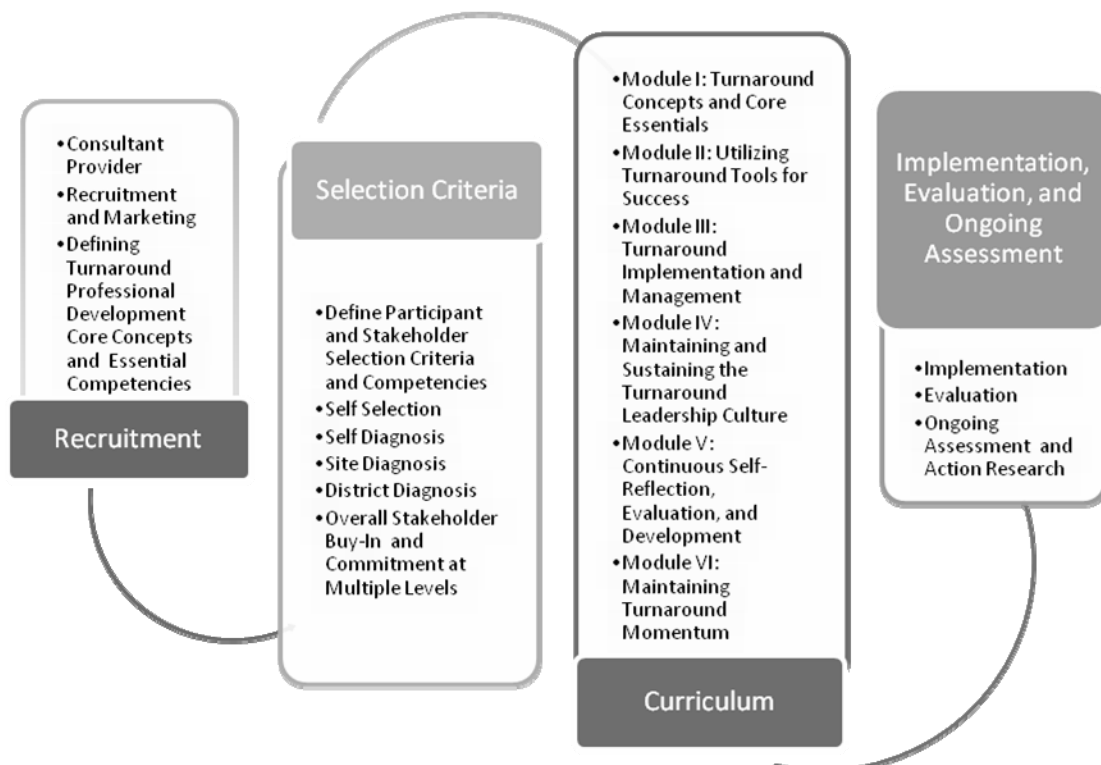 •Consultant
Provider
•Recruitment
and Marketing
•Defining
Turnaround
Professional
Development
Core Concepts
and Essential
Competencies
Recruitment
Selection Criteria
•Define Participant
and Stakeholder
Selection Criteria
and Competencies
•Self Selection
•Self Diagnosis
•Site Diagnosis
•District Diagnosis
•Overall Stakeholder
Buy-In and
Commitment at
Multiple Levels
•Module I: Turnaround
Concepts and Core
Essentials
•Module II: Utilizing
Turnaround Tools for
Success
•Module III:
Turnaround
Implementation and
Management
•Module IV:
Maintaining and
Sustaining the
Turnaround
Leadership Culture
•Module V:
Continuous Self-
Reflection,
Evaluation, and
Development
•Module VI:
Maintaining
Turnaround
Momentum
Curriculum
Implementation,
Evaluation, and
Ongoing
Assessment
•Implementation
•Evaluation
•Ongoing
Assessment and
Action Research